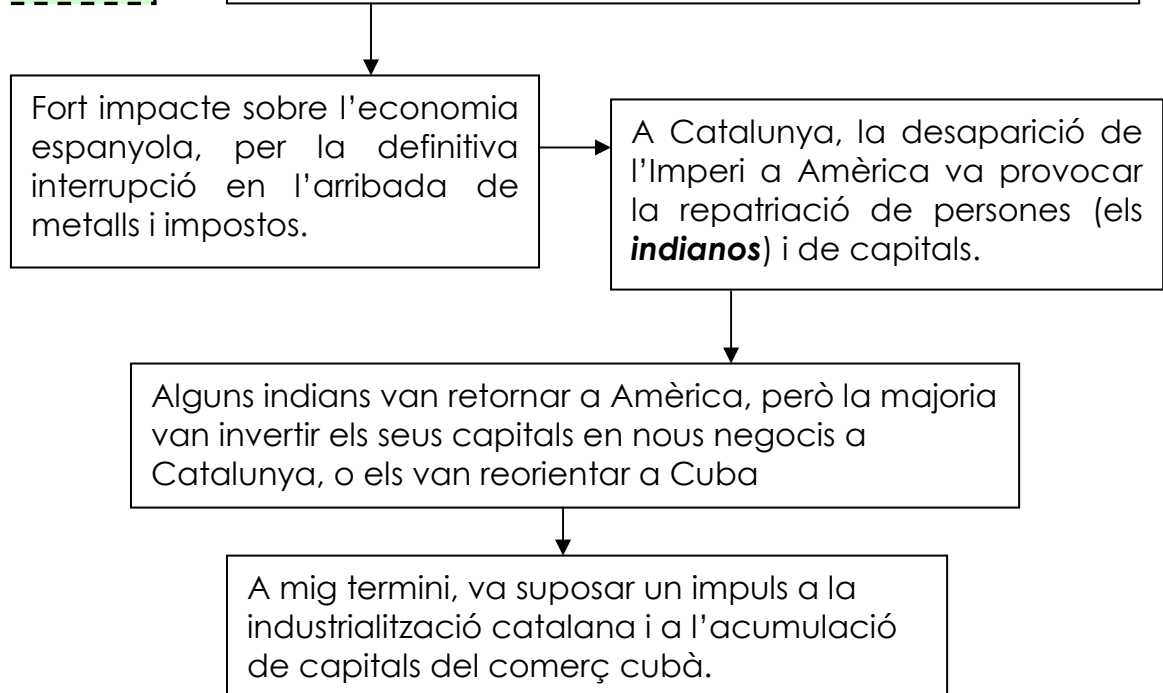 Fort impacte sobre l’economia
espanyola, per la definitiva
interrupció en l’arribada de
metalls i impostos.
A Catalunya, la desaparició de
l’Imperi a Amèrica va provocar
la repatriació de persones (els
indianos) i de capitals.
Alguns indians van retornar a Amèrica, però la majoria
van invertir els seus capitals en nous negocis a
Catalunya, o els van reorientar a Cuba
A mig termini, va suposar un impuls a la
industrialització catalana i a l’acumulació
de capitals del comerç cubà.